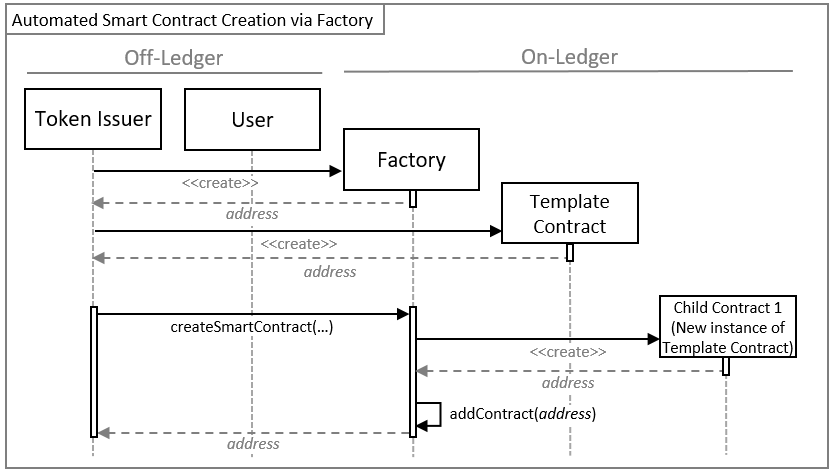 Automated Smart Contract Creation via Factory
Off-Ledger
On-Ledger
Token Issuer
User
Factory
<<create>>
address
Template
Contract
<<create>>
address
Child Contract 1
(New instance of
Template Contract)
createSmartContract(...)
<<create>>
address
addContract(address)
address